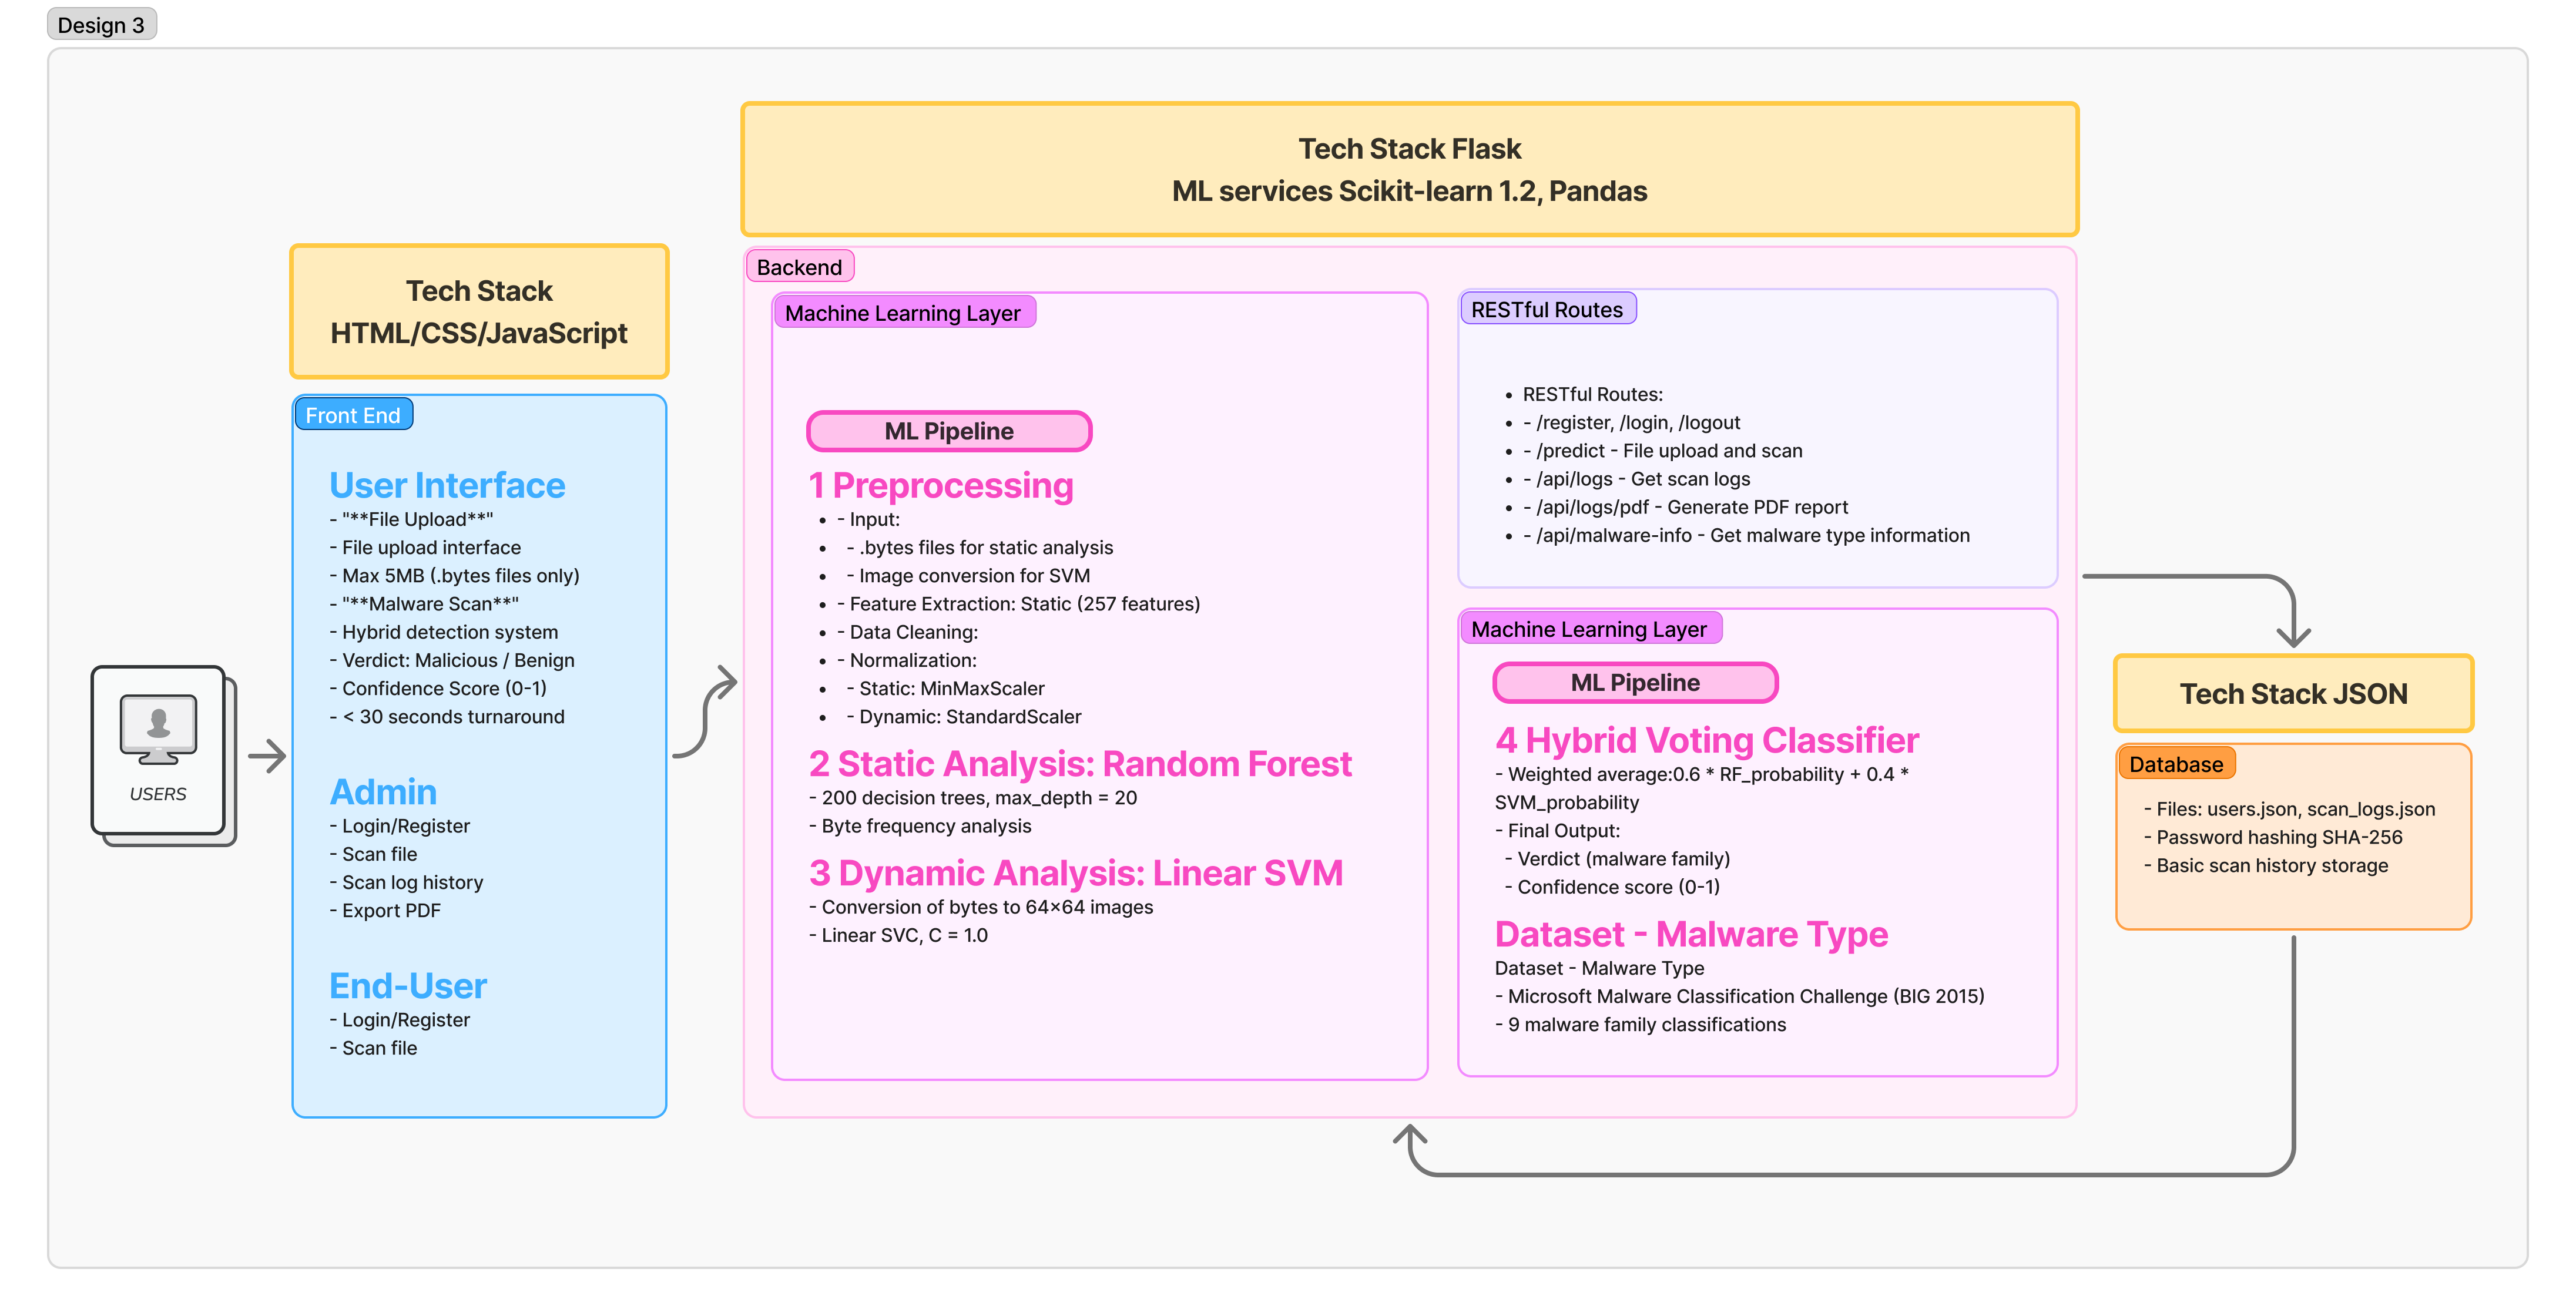 Design 3
USERS
Tech Stack
HTML/CSS/JavaScript
Front End
User Interface
- "**File Upload**"
- File upload interface
- Max 5MB (.bytes files only)
- "**Malware Scan**"
- Hybrid detection system
- Verdict: Malicious / Benign
- Confidence Score (0-1)
- < 30 seconds turnaround
Admin
- Login/Register
- Scan file
- Scan log history
- Export PDF
End-User
- Login/Register
- Scan file
Tech Stack Flask
ML services Scikit-learn 1.2, Pandas
Backend
Machine Learning Layer
ML Pipeline
1 Preprocessing
• - Input:
• - .bytes files for static analysis
• - Image conversion for SVM
• - Feature Extraction: Static (257 features)
• - Data Cleaning:
• - Normalization:
• - Static: MinMaxScaler
• - Dynamic: StandardScaler
2 Static Analysis: Random Forest
- 200 decision trees, max_depth = 20
- Byte frequency analysis
3 Dynamic Analysis: Linear SVM
- Conversion of bytes to 64×64 images
- Linear SVC, C = 1.0
RESTful Routes
• RESTful Routes:
• - /register, /login, /logout
• - /predict - File upload and scan
• - /api/logs - Get scan logs
• - /api/logs/pdf - Generate PDF report
• - /api/malware-info - Get malware type information
Machine Learning Layer
ML Pipeline
4 Hybrid Voting Classifier
- Weighted average:0.6 * RF_probability + 0.4 *
SVM_probability
- Final Output:
- Verdict (malware family)
- Confidence score (0-1)
Dataset - Malware Type
Dataset - Malware Type
- Microsoft Malware Classification Challenge (BIG 2015)
- 9 malware family classifications
Tech Stack JSON
Database
- Files: users.json, scan_logs.json
- Password hashing SHA-256
- Basic scan history storage